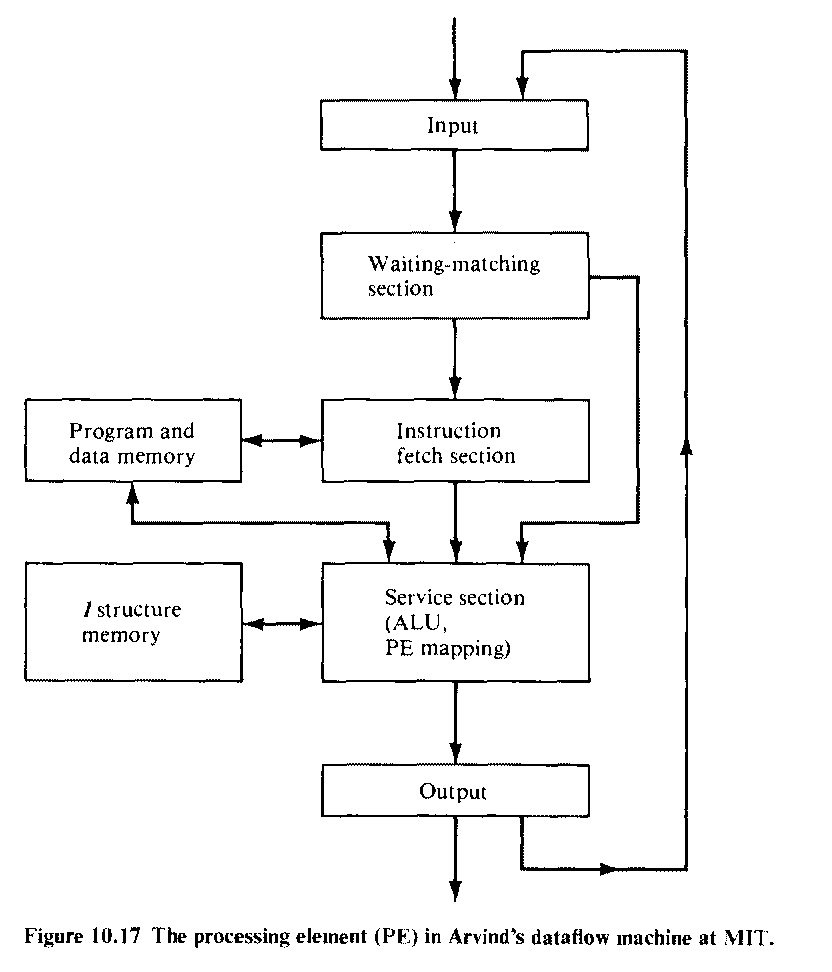 Input
Waiting-matching
section
Program and
data memory
Instruction
fetch section
I structure
memory
Service section
(ALU,
PE mapping)
Output
Figure 10.17 The processing element (PE) in Arvind's dataflow machine at MIT.